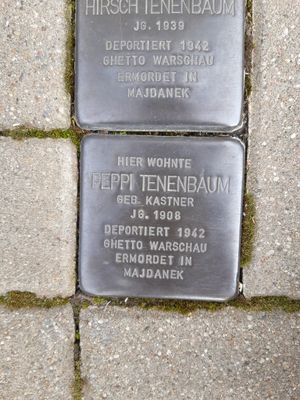 HIRSCH TENENBAUM
JG. 1939
DEPORTIERT 1942
GHETTO WARSCHAU
ERMORDET IN
MAJDANEK
HIER WOHNTE
PEPPI TENENBAUM
GEB. KASTNER
JG. 1908
DEPORTIERT 1942
GHETTO WARSCHAU
ERMORDET IN
MAJDANEK